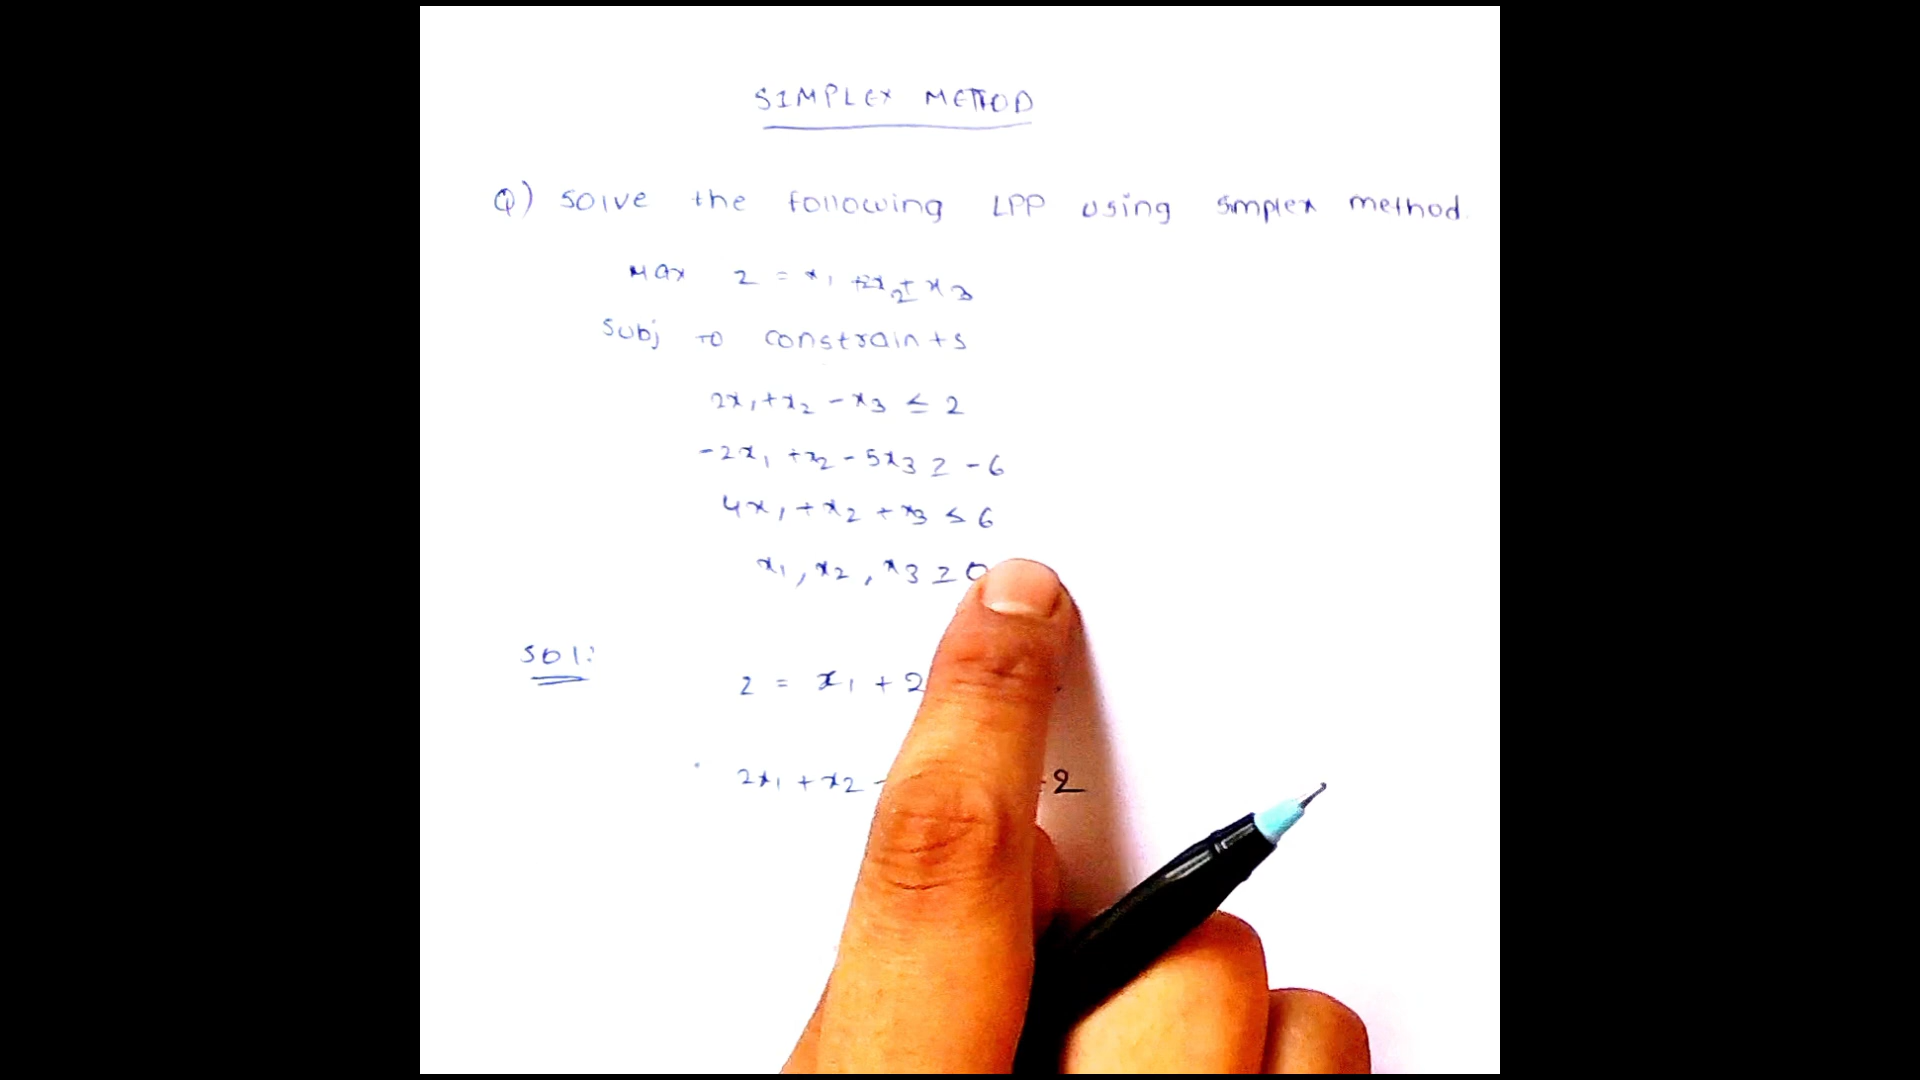 SIMPLEX METHOD
Q) solve the following LPP using simplex method.
Max Z = x₁ + 2x₂ + x₃
Subj TO constraints
2x₁ + x₂ - x₃ ≤ 2
-2x₁ + x₂ - 5x₃ ≥ -6
4x₁ + x₂ + x₃ ≤ 6
x₁, x₂, x₃ ≥ 0
Sol:
Z = x₁ + 2
2x₁ + x₂ - 2